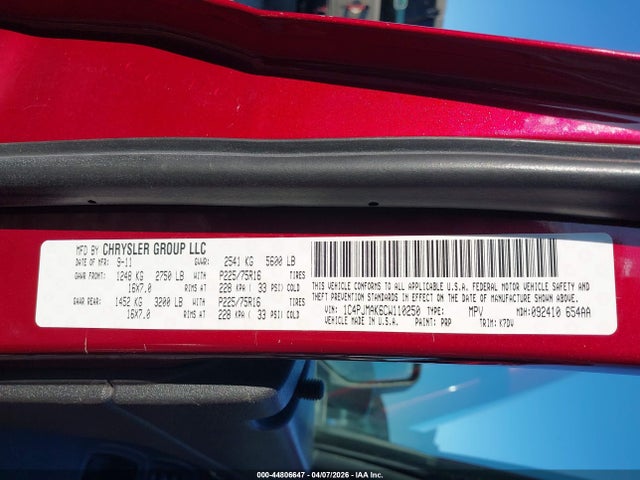 MFD BY CHRYSLER GROUP LLC
DATE OF MFR: 9-11 GVWR: 2541 KG 5600 LB
GAWR FRONT: 1248 KG 2750 LB WITH P225/75R16 TIRES
16X7.0 RIMS AT 228 KPA ( 33 PSI) COLD
GAWR REAR: 1452 KG 3200 LB WITH P225/75R16 TIRES
16X7.0 RIMS AT 228 KPA ( 33 PSI) COLD
THIS VEHICLE CONFORMS TO ALL APPLICABLE U.S.A. FEDERAL MOTOR VEHICLE SAFETY AND
THEFT PREVENTION STANDARDS IN EFFECT ON THE DATE OF MANUFACTURE SHOWN ABOVE.
VIN: 1C4PJMAK6CW110250 TYPE: MPV MDH: 092410 654AA
VEHICLE MADE IN U.S.A. PAINT: PRP TRIM: K7DV
000-44806647 - 04/07/2026 - IAA Inc.